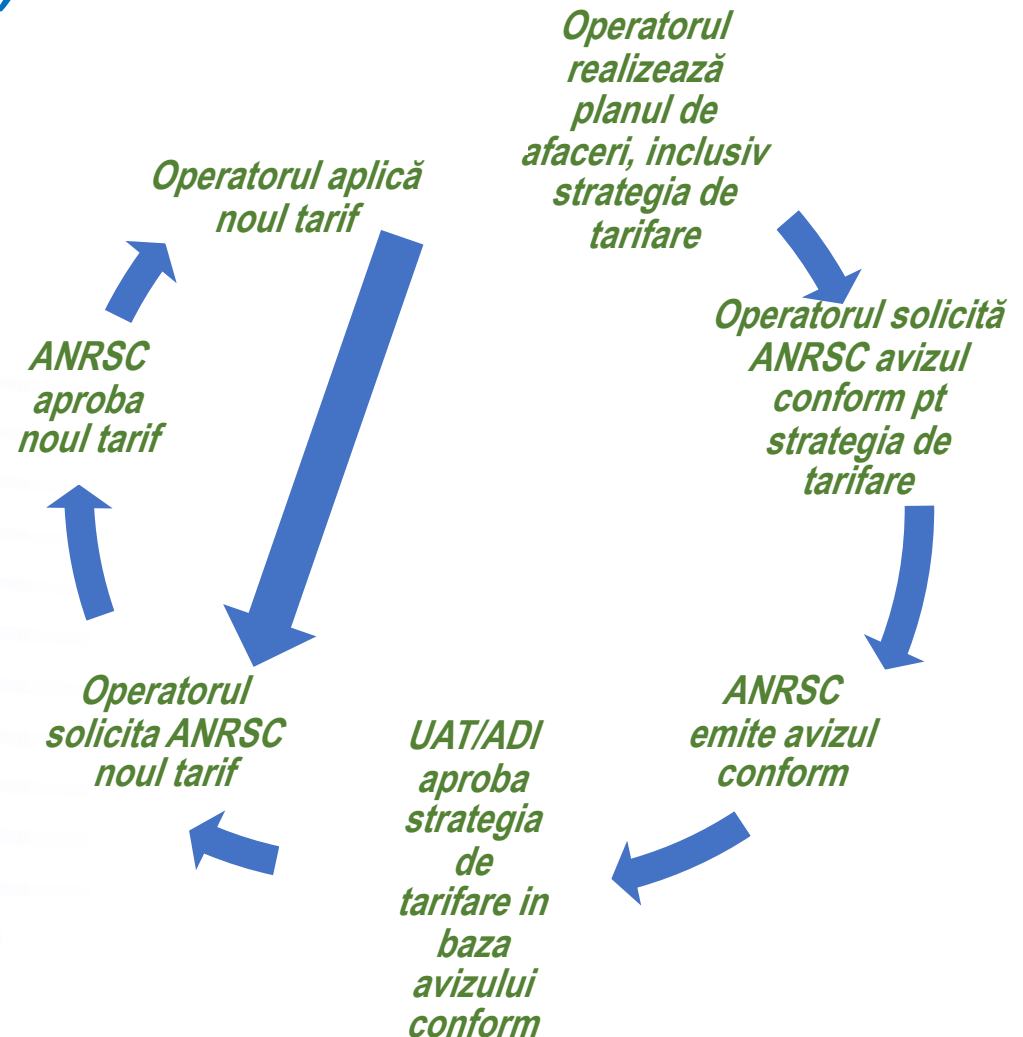 Operatorul
realizează
planul de
afaceri, inclusiv
strategia de
tarifare
Operatorul solicită
ANRSC avizul
conform pt
strategia de
tarifare
ANRSC
emite avizul
conform
UAT/ADI
aproba
strategia
de
tarifare in
baza
avizului
conform
Operatorul
solicita ANRSC
noul tarif
ANRSC
aproba
noul tarif
Operatorul aplică
noul tarif